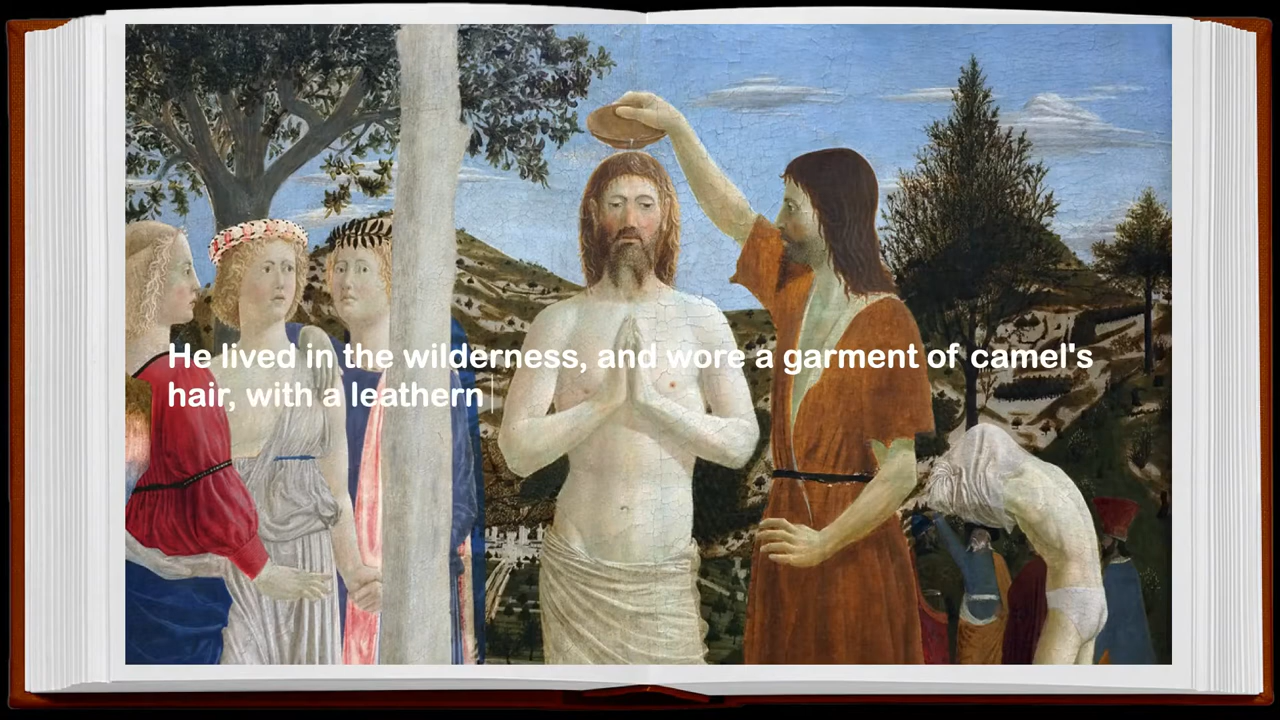 He lived in the wilderness, and wore a garment of camel's
hair, with a leathern